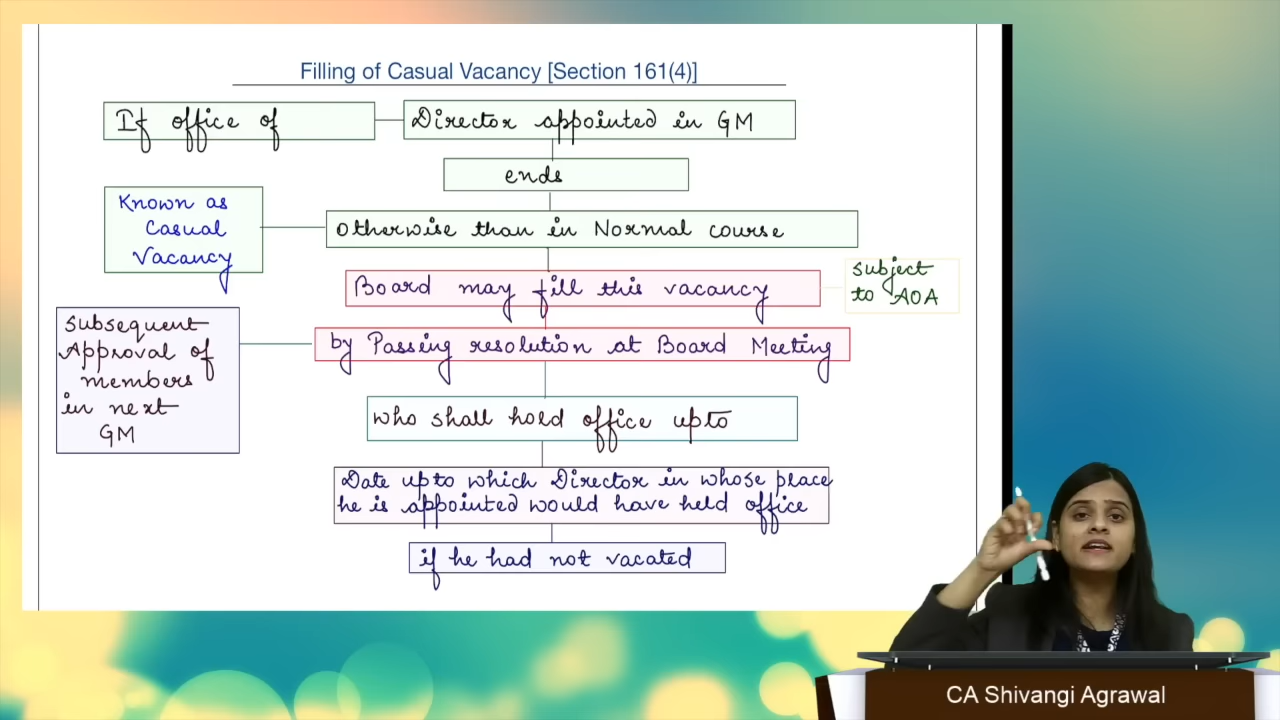 Filling of Casual Vacancy [Section 161(4)]
If office of
Director appointed in GM
ends
Known as
Casual
Vacancy
otherwise than in Normal course
Board may fill this vacancy
subject
to AOA
Subsequent
Approval of
members
in next
GM
by Passing resolution at Board Meeting
who shall hold office upto
Date upto which Director in whose place
he is appointed would have held office
if he had not vacated
CA Shivangi Agrawal